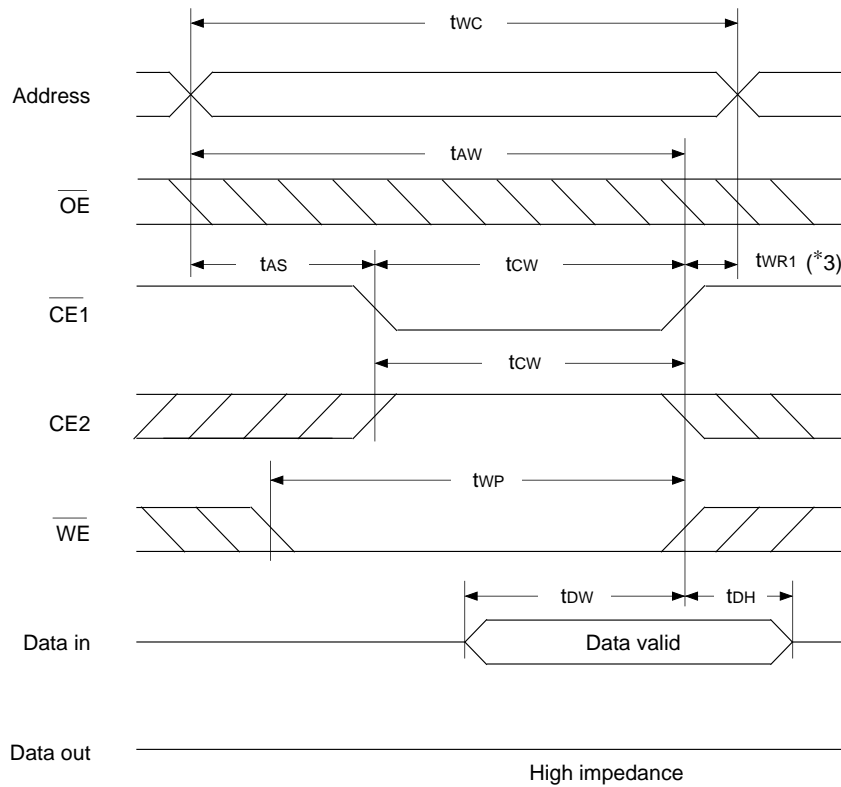 tWC
Address
tAW
OE
tAS tCW tWR1 (*3)
CE1
tCW
CE2
tWP
WE
tDW tDH
Data in Data valid
Data out
High impedance